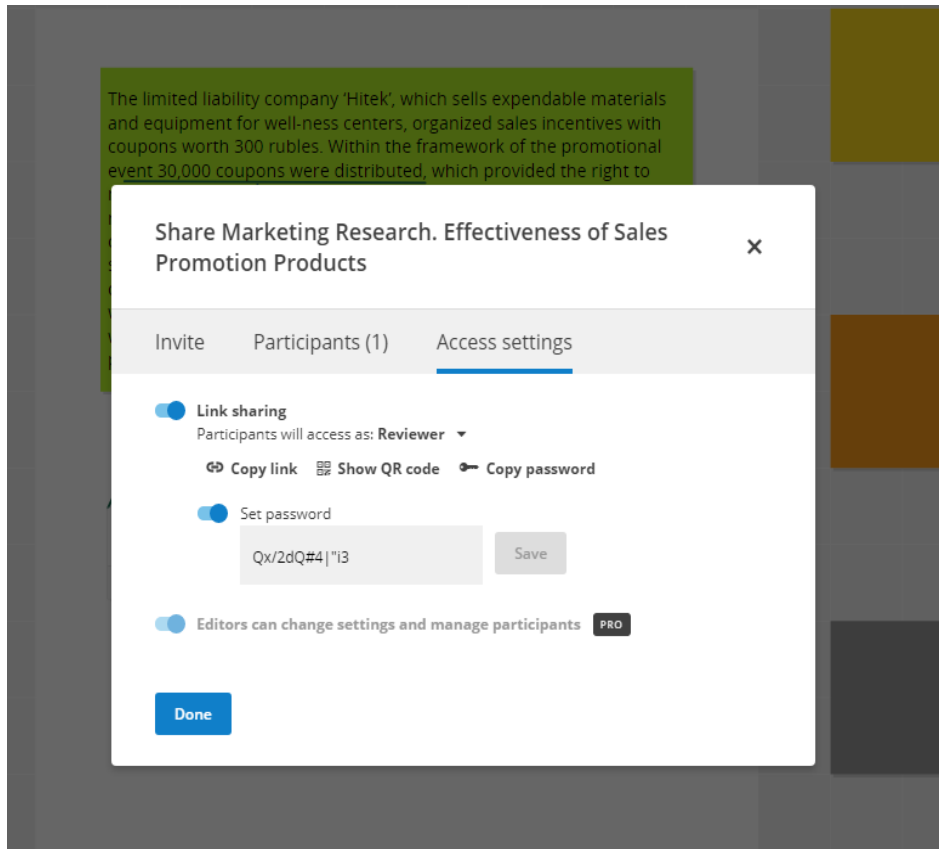 The limited liability company ‘Hitek’, which sells expendable materials
and equipment for well-ness centers, organized sales incentives with
coupons worth 300 rubles. Within the framework of the promotional
event 30,000 coupons were distributed, which provided the right to
Share Marketing Research. Effectiveness of Sales
Promotion Products
Invite Participants (1) Access settings
Link sharing
Participants will access as: Reviewer
Copy link Show QR code Copy password
Set password
Qx/2dQ#4|"i3 Save
Editors can change settings and manage participants PRO
Done